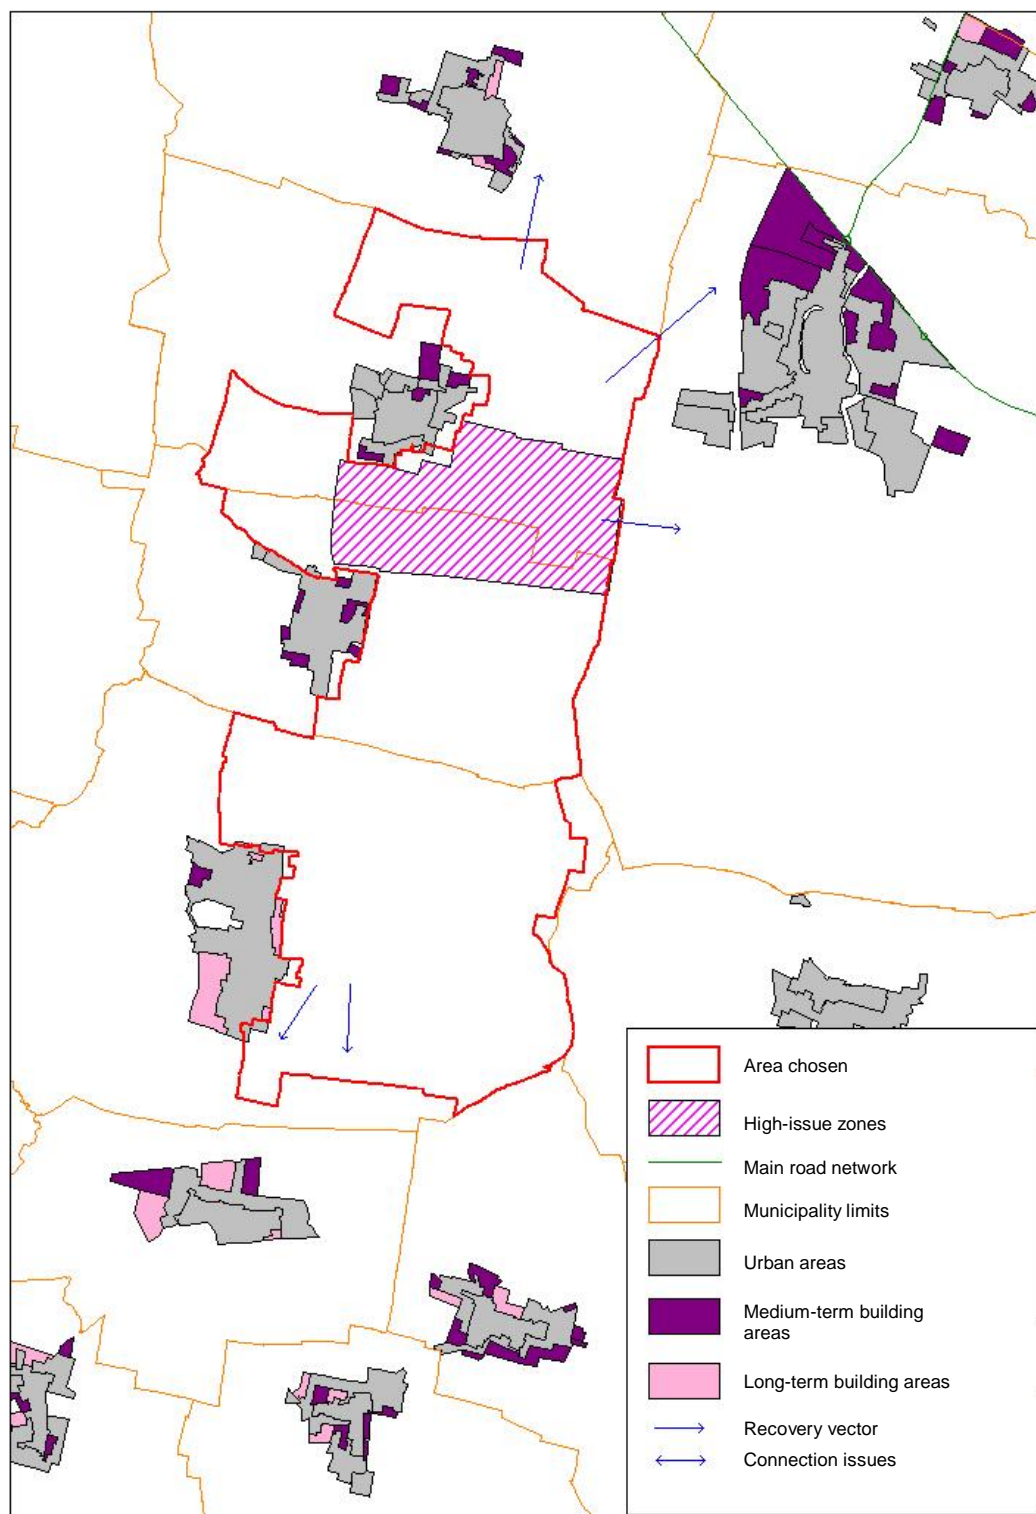 Area chosen
High-issue zones
Main road network
Municipality limits
Urban areas
Medium-term building
areas
Long-term building areas
Recovery vector
Connection issues